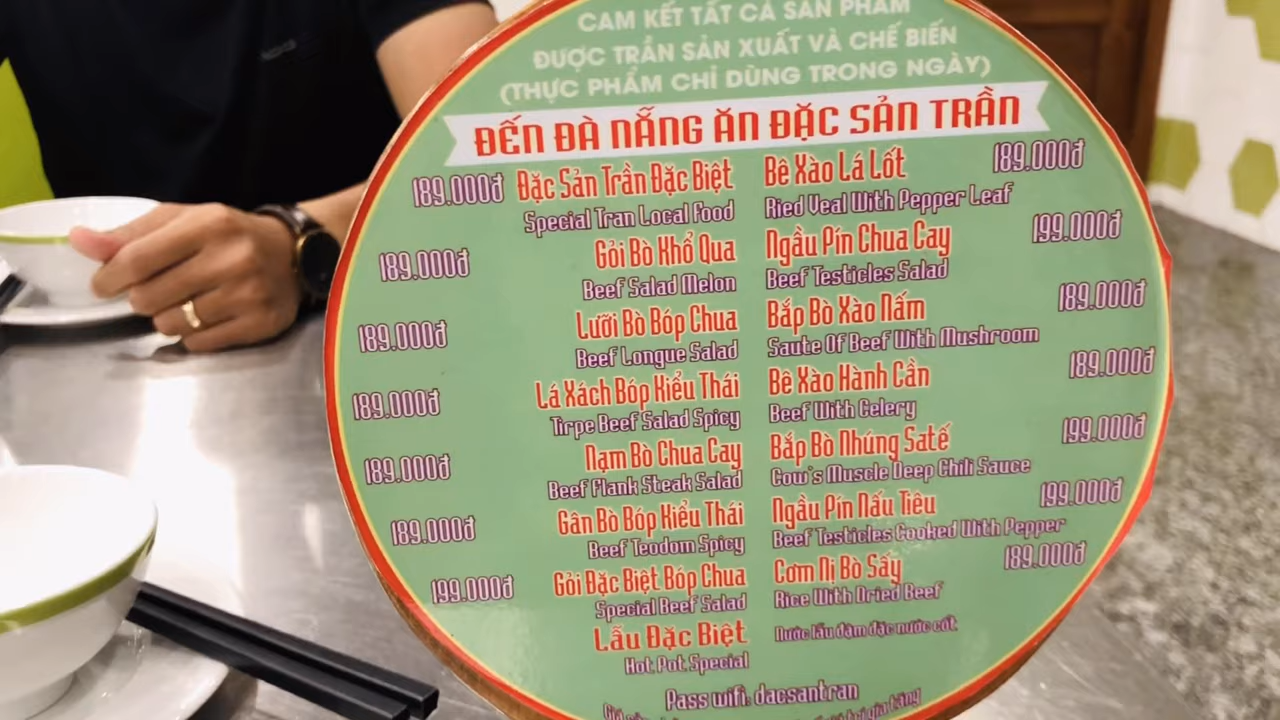 CAM KẾT TẤT CẢ SẢN PHẨM
ĐƯỢC TRẦN SẢN XUẤT VÀ CHẾ BIẾN
(THỰC PHẨM CHỈ DÙNG TRONG NGÀY)
ĐẾN ĐÀ NẴNG ĂN ĐẶC SẢN TRẦN
189.000đ Đặc Sản Trần Đặc Biệt
Special Tran Local Food
189.000đ Gỏi Bò Khổ Qua
Beef Salad Melon
189.000đ Lưỡi Bò Bóp Chua
Beef Longue Salad
189.000đ Lá Xách Bóp Kiểu Thái
Tirpe Beef Salad Spicy
189.000đ Nạm Bò Chua Cay
Beef Flank Steak Salad
189.000đ Gân Bò Bóp Kiểu Thái
Beef Teodom Spicy
199.000đ Gỏi Đặc Biệt Bóp Chua
Special Beef Salad
Lẩu Đặc Biệt
Hot Pot Special
Bê Xào Lá Lốt 189.000đ
Ried Veal With Pepper Leaf
Ngầu Pín Chua Cay 199.000đ
Beef Testicles Salad
Bắp Bò Xào Nấm 189.000đ
Saute Of Beef With Mushroom
Bê Xào Hành Cần 189.000đ
Beef With Celery
Bắp Bò Nhúng Satế 199.000đ
Cow's Muscle Deep Chili Sauce
Ngầu Pín Nấu Tiêu 199.000đ
Beef Testicles Cooked With Pepper
Cơm Nị Bò Sấy 189.000đ
Rice With Dried Beef
Nước lẩu đậm đặc nước cốt
Pass wifi: dacsantran
gia tăng